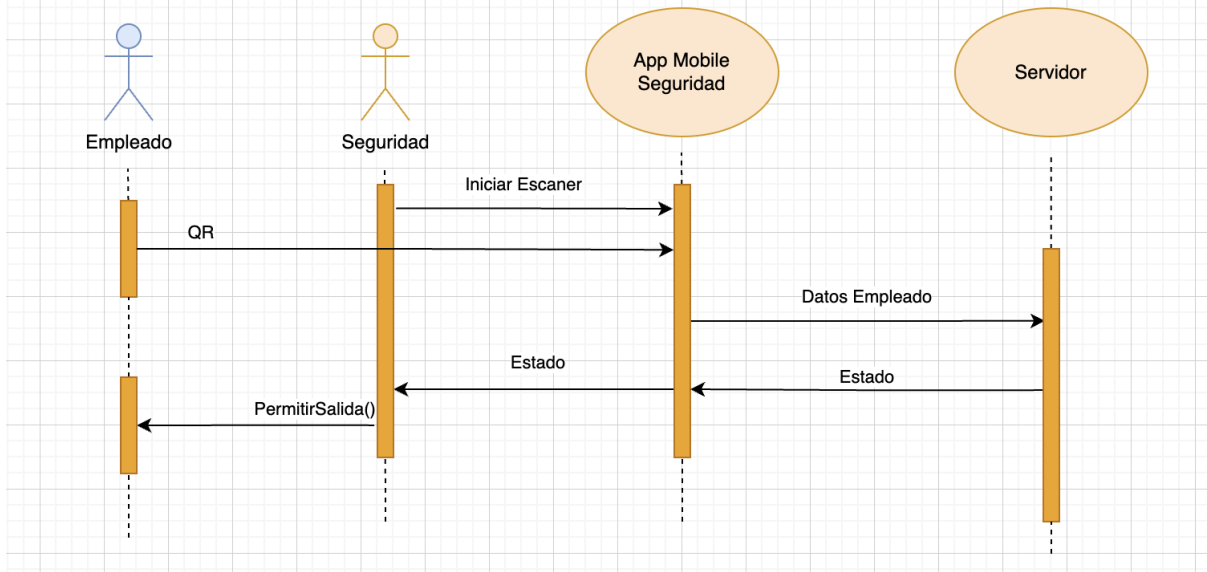 Empleado
Seguridad
App Mobile
Seguridad
Servidor
Iniciar Escaner
QR
Datos Empleado
Estado
Estado
PermitirSalida()